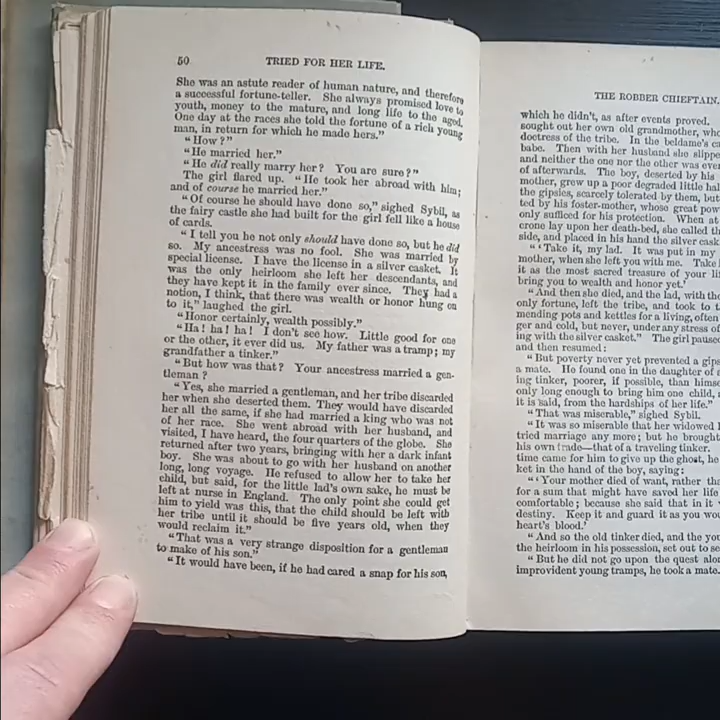 50 TRIED FOR HER LIFE.
She was an astute reader of human nature, and therefore
a successful fortune-teller. She always promised love to
youth, money to the mature, and long life to the aged.
One day at the races she told the fortune of a rich young
man, in return for which he made hers."
"How?"
"He married her."
"He did really marry her? You are sure?"
The girl flared up. "He took her abroad with him;
and of course he married her."
"Of course he should have done so," sighed Sybil, as
the fairy castle she had built for the girl fell like a house
of cards.
"I tell you he not only should have done so, but he did
so. My ancestress was no fool. She was married by
special license. I have the license in a silver casket. It
was the only heirloom she left her descendants, and
they have kept it in the family ever since. They had a
notion, I think, that there was wealth or honor hung on
to it," laughed the girl.
"Honor certainly, wealth possibly."
"Ha! ha! ha! I don't see how. Little good for one
or the other, it ever did us. My father was a tramp; my
grandfather a tinker."
"But how was that? Your ancestress married a gen-
tleman?
"Yes, she married a gentleman, and her tribe discarded
her when she deserted them. They would have discarded
her all the same, if she had married a king who was not
of her race. She went abroad with her husband, and
visited, I have heard, the four quarters of the globe. She
returned after two years, bringing with her a dark infant
boy. She was about to go with her husband on another
long, long voyage. He refused to allow her to take her
child, but said, for the little lad's own sake, he must be
left at nurse in England. The only point she could get
him to yield was this, that the child should be left with
her tribe until it should be five years old, when they
would reclaim it."
"That was a very strange disposition for a gentleman
to make of his son."
"It would have been, if he had cared a snap for his son,
THE ROBBER CHIEFTAIN.
which he didn't, as after events proved.
sought out her own old grandmother, who
doctress of the tribe. In the beldame's
babe. Then with her husband she
and neither the one nor the other was
of afterwards. The boy, deserted by his
mother, grew up a poor degraded little
the gipsies, scarcely tolerated by them, but
ted by his foster-mother, whose great
only sufficed for his protection. When at
crone lay upon her death-bed, she called
side, and placed in his hand the silver
"'Take it, my lad. It was put in my
mother, when she left you with me. Take
it as the most sacred treasure of your
bring you to wealth and honor yet.'
"And then she died, and the lad, with the
only fortune, left the tribe, and took to
mending pots and kettles for a living, often
ger and cold, but never, under any stress of
ing with the silver casket." The girl paused
and then resumed:
"But poverty never yet prevented a
a mate. He found one in the daughter of
ing tinker, poorer, if possible, than
only long enough to bring him one child,
it is said, from the hardships of her life."
"That was miserable," sighed Sybil.
"It was so miserable that her widowed
tried marriage any more; but he brought
his own trade—that of a traveling tinker.
time came for him to give up the ghost, he
ket in the hand of the boy, saying:
"'Your mother died of want, rather
for a sum that might have saved her life
comfortable; because she said that in it
destiny. Keep it and guard it as you
heart's blood.'
"And so the old tinker died, and the
the heirloom in his possession, set out to
"But he did not go upon the quest
improvident young tramps, he took a mate.